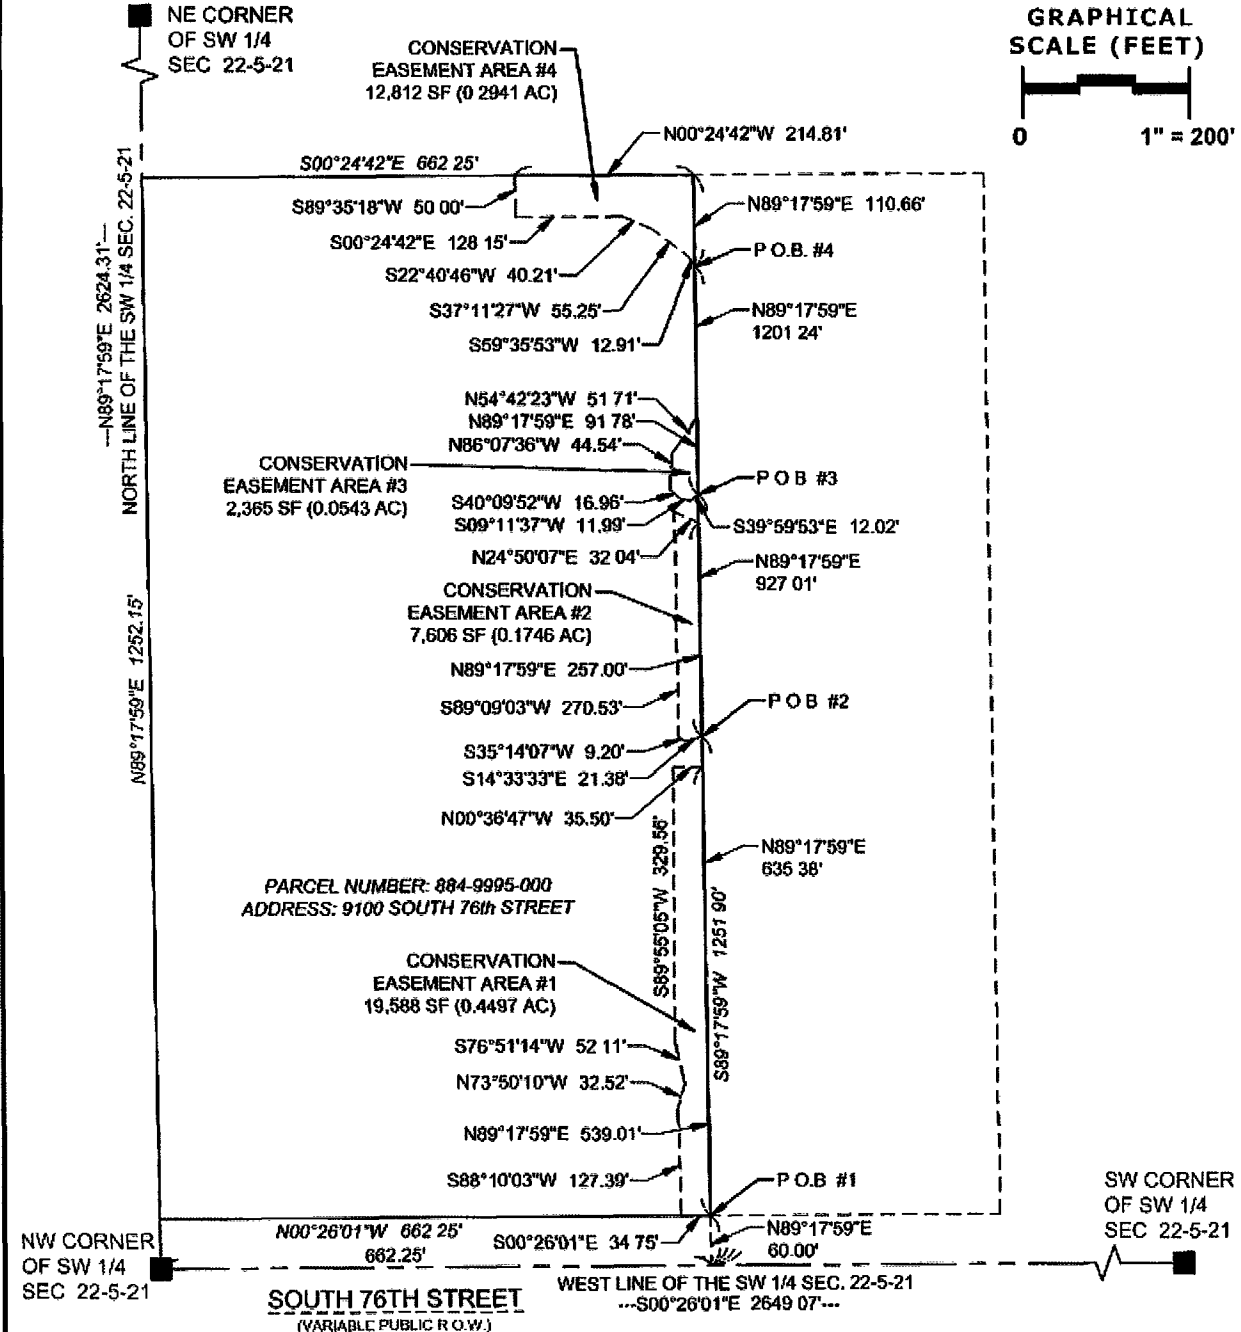 NE CORNER
OF SW 1/4
SEC 22-5-21
GRAPHICAL
SCALE (FEET)
0 1" = 200'
CONSERVATION
EASEMENT AREA #4
12,812 SF (0 2941 AC)
N00°24'42"W 214.81'
S00°24'42"E 662 25'
S89°35'18"W 50 00'
N89°17'59"E 110.66'
S00°24'42"E 128 15'
P O.B. #4
S22°40'46"W 40.21'
S37°11'27"W 55.25'
N89°17'59"E
1201 24'
S59°35'53"W 12.91'
---N89°17'59"E 2624.31'---
NORTH LINE OF THE SW 1/4 SEC. 22-5-21
N54°42'23"W 51 71'
N89°17'59"E 91 78'
N86°07'36"W 44.54'
CONSERVATION
EASEMENT AREA #3
2,365 SF (0.0543 AC)
P O B #3
S40°09'52"W 16.96'
S09°11'37"W 11.99'
S39°59'53"E 12.02'
N24°50'07"E 32 04'
N89°17'59"E
927 01'
CONSERVATION
EASEMENT AREA #2
7,606 SF (0.1746 AC)
N89°17'59"E 257.00'
N89°17'59"E 1252.15'
S89°09'03"W 270.53'
P O B #2
S35°14'07"W 9.20'
S14°33'33"E 21.38'
N00°36'47"W 35.50'
N89°17'59"E
635 38'
S89°55'05"W 329.56'
S89°17'59"W 1251 90'
PARCEL NUMBER: 884-9995-000
ADDRESS: 9100 SOUTH 76th STREET
CONSERVATION
EASEMENT AREA #1
19,588 SF (0.4497 AC)
S76°51'14"W 52 11'
N73°50'10"W 32.52'
N89°17'59"E 539.01'
S88°10'03"W 127.39'
P O.B #1
SW CORNER
OF SW 1/4
SEC 22-5-21
N00°26'01"W 662 25'
662.25'
S00°26'01"E 34 75'
N89°17'59"E
60.00'
NW CORNER
OF SW 1/4
SEC 22-5-21
WEST LINE OF THE SW 1/4 SEC. 22-5-21
---S00°26'01"E 2649 07'---
SOUTH 76TH STREET
(VARIABLE PUBLIC R O.W.)